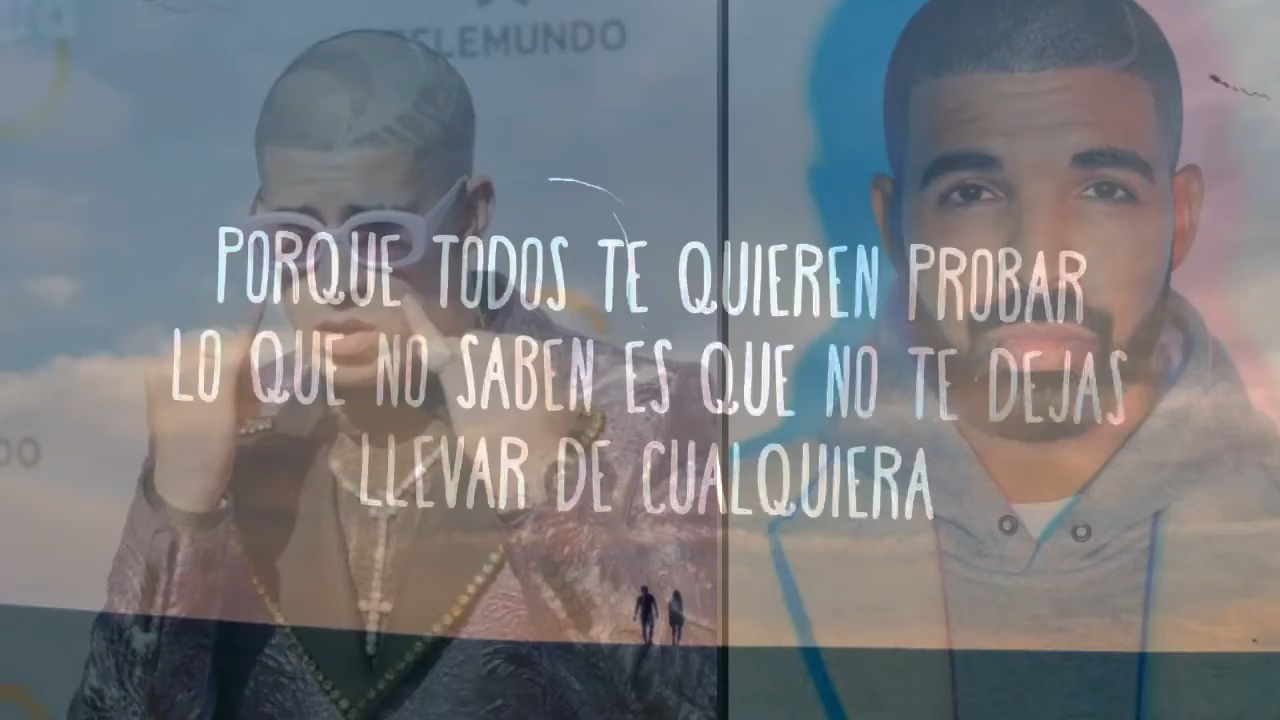 TELEMUNDO
PORQUE TODOS TE QUIEREN PROBAR
LO QUE NO SABEN ES QUE NO TE DEJAS
LLEVAR DE CUALQUIERA